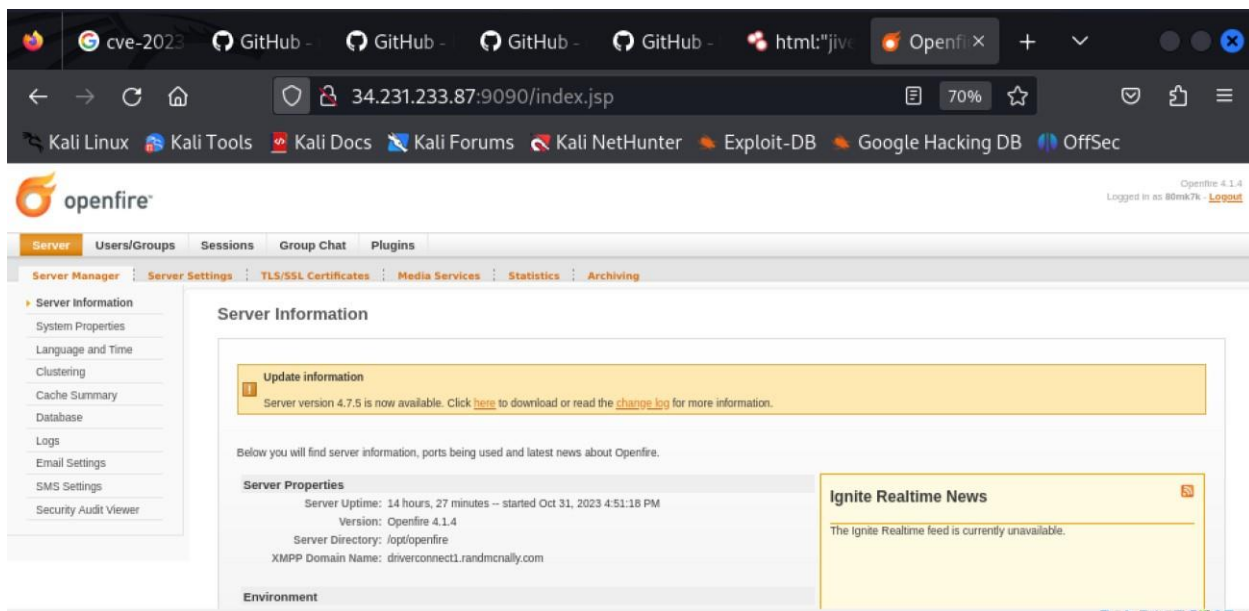 cve-2023 GitHub - GitHub - GitHub - GitHub - html:"jive Openfi
34.231.233.87:9090/index.jsp 70%
Kali Linux Kali Tools Kali Docs Kali Forums Kali NetHunter Exploit-DB Google Hacking DB OffSec
openfire™
Openfire 4.1.4
Logged in as 80mk7k - Logout
Server Users/Groups Sessions Group Chat Plugins
Server Manager Server Settings TLS/SSL Certificates Media Services Statistics Archiving
Server Information
System Properties
Language and Time
Clustering
Cache Summary
Database
Logs
Email Settings
SMS Settings
Security Audit Viewer
Server Information
Update information
Server version 4.7.5 is now available. Click here to download or read the change log for more information.
Below you will find server information, ports being used and latest news about Openfire.
Server Properties
Server Uptime: 14 hours, 27 minutes -- started Oct 31, 2023 4:51:18 PM
Version: Openfire 4.1.4
Server Directory: /opt/openfire
XMPP Domain Name: driverconnect1.randmcnally.com
Environment
Ignite Realtime News
The Ignite Realtime feed is currently unavailable.